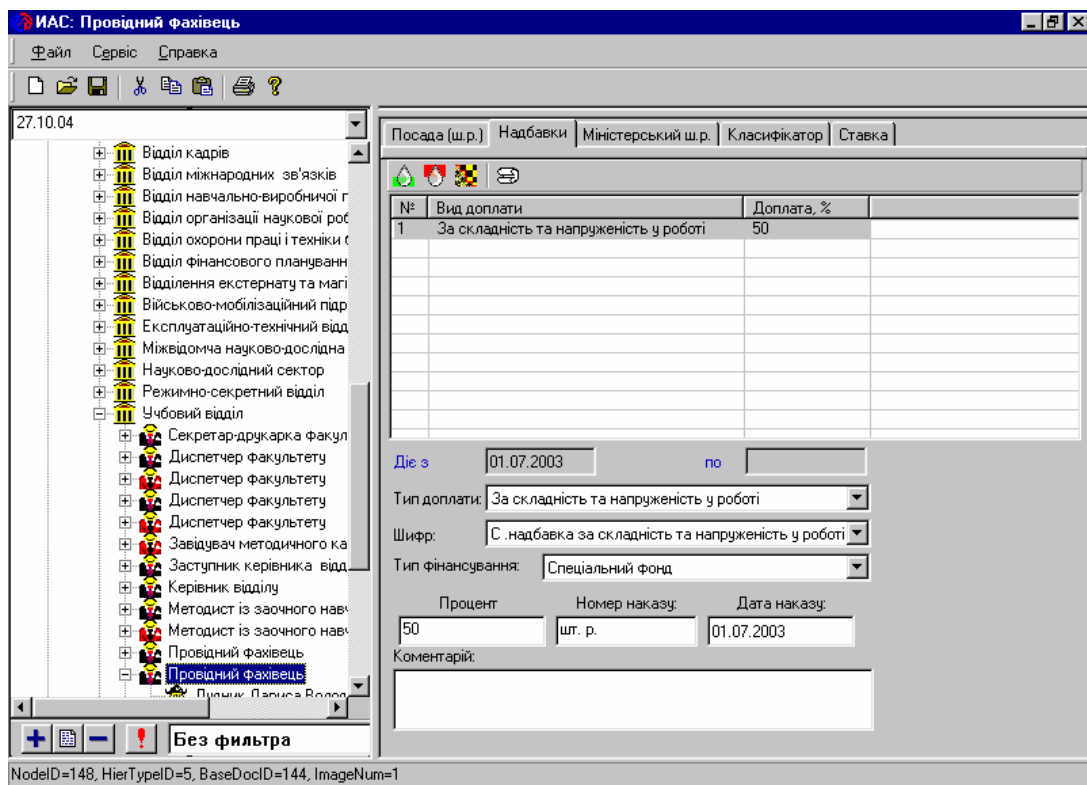 ИАС: Провідний фахівець
Файл Сервіс Справка
27.10.04
Відділ кадрів
Відділ міжнародних зв'язків
Відділ навчально-виробничої п
Відділ організації наукової роб
Відділ охорони праці і техніки б
Відділ фінансового плануванн
Відділення екстернату та магі
Військово-мобілізаційний підр
Експлуатаційно-технічний відд
Міжвідомча науково-дослідна
Науково-дослідний сектор
Режимно-секретний відділ
Учбовий відділ
Секретар-друкарка факул
Диспетчер факультету
Диспетчер факультету
Диспетчер факультету
Диспетчер факультету
Завідувач методичного ка
Заступник керівника відд
Керівник відділу
Методист із заочного навч
Методист із заочного навч
Провідний фахівець
Провідний фахівець
Без фильтра
Посада (ш.р.) Надбавки Міністерський ш.р. Класифікатор Ставка
№ Вид доплати Доплата, %
1 За складність та напруженість у роботі 50
Діє з 01.07.2003 по
Тип доплати: За складність та напруженість у роботі
Шифр: С .надбавка за складність та напруженість у роботі
Тип фінансування: Спеціальний фонд
Процент Номер наказу: Дата наказу:
50 шт. р. 01.07.2003
Коментарій:
NodeID=148, HierTypeID=5, BaseDocID=144, ImageNum=1